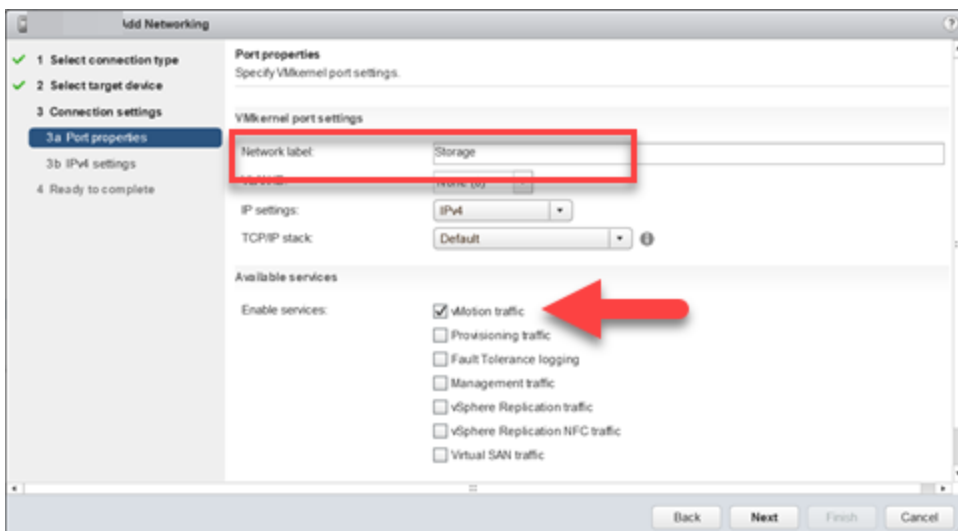 Add Networking
?
1 Select connection type
2 Select target device
3 Connection settings
3a Port properties
3b IPv4 settings
4 Ready to complete
Port properties
Specify VMkernel port settings.
VMkernel port settings
Network label: Storage
None (0)
IP settings: IPv4
TCP/IP stack: Default
Available services
Enable services: vMotion traffic
Provisioning traffic
Fault Tolerance logging
Management traffic
vSphere Replication traffic
vSphere Replication NFC traffic
Virtual SAN traffic
Back Next Finish Cancel